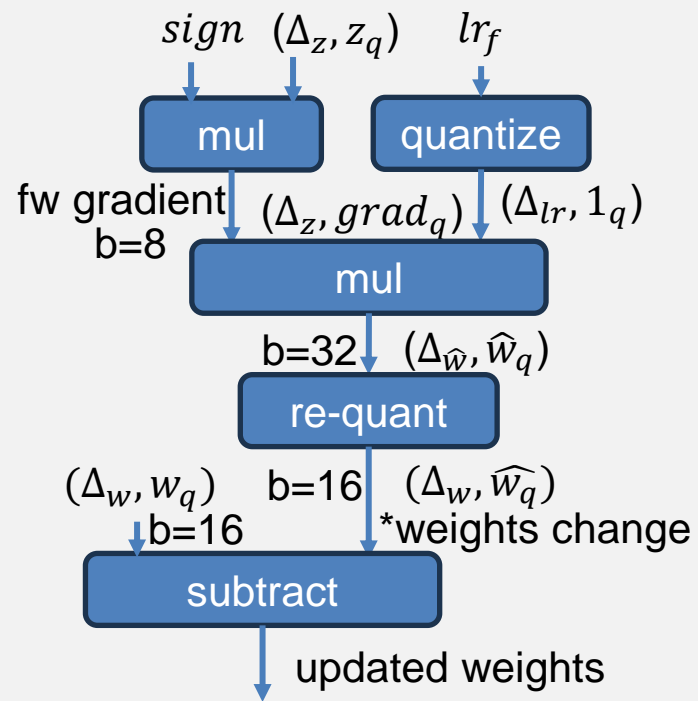 sign (Δz, zq) lrf
mul quantize
fw gradient
b=8
(Δz, gradq) (Δlr, 1q)
mul
b=32 (Δŵ, ŵq)
re-quant
(Δw, wq) b=16 (Δw, ŵq)
b=16 *weights change
subtract
updated weights